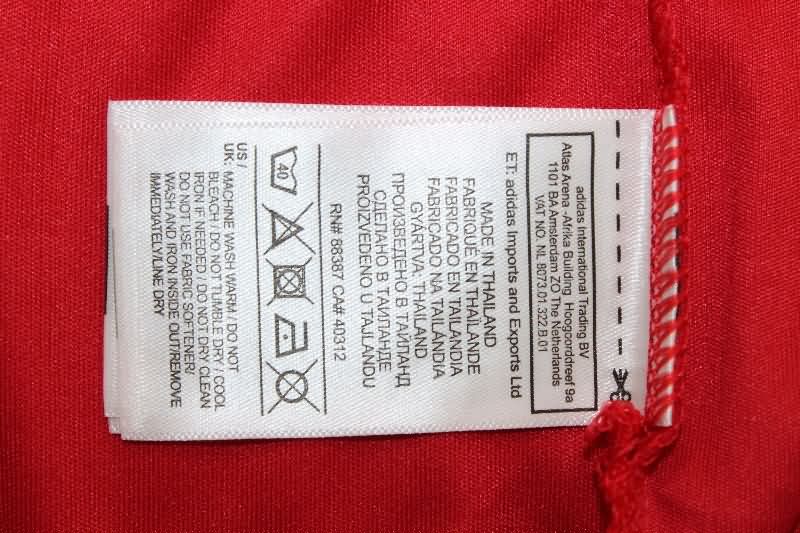 adidas International Trading BV
Atlas Arena -Afrika Building Hoogoorddreef 9a
1101 BA Amsterdam ZO The Netherlands
VAT NO. NL 8073.01.322.B.01
ET: adidas Imports and Exports Ltd
MADE IN THAILAND
FABRIQUÉ EN THAÏLANDE
FABRICADO EN TAILANDIA
FABRICADO NA TAILÂNDIA
GYÁRTVA: THAILAND
ПРОИЗВЕДЕНО В ТАЙЛАНД
СДЕЛАНО В ТАИЛАНДЕ
PROIZVEDENO U TAJLANDU
RN# 88387 CA# 40312
40
US /
UK: MACHINE WASH WARM / DO NOT
BLEACH / DO NOT TUMBLE DRY / COOL
IRON IF NEEDED / DO NOT DRY CLEAN
DO NOT USE FABRIC SOFTENER/
WASH AND IRON INSIDE OUT/REMOVE
IMMEDIATELY/LINE DRY